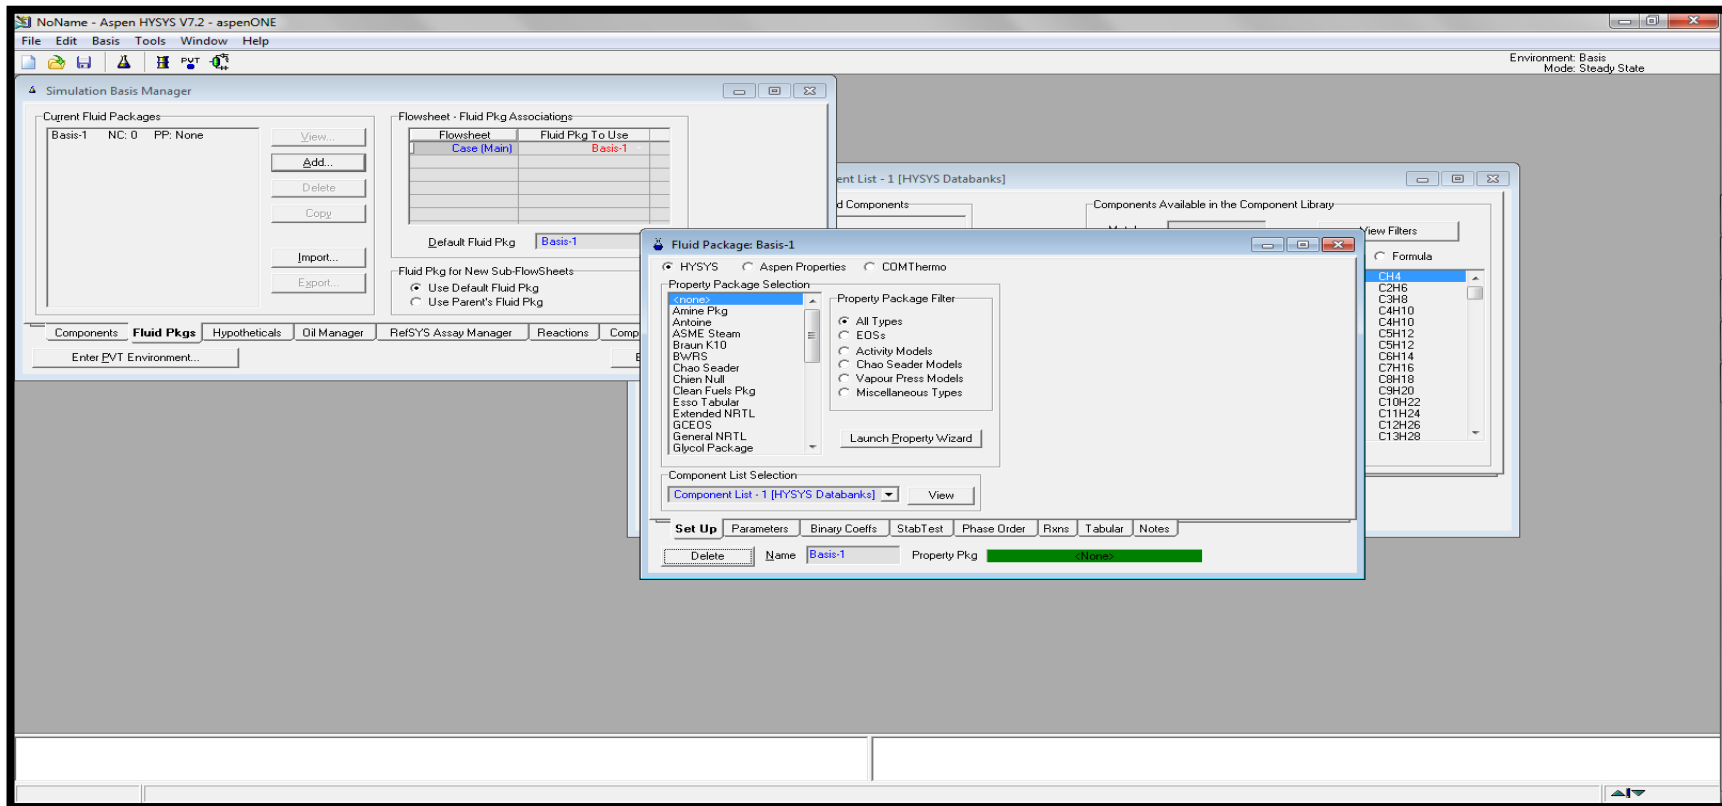 NoName - Aspen HYSYS V7.2 - aspenONE
File Edit Basis Tools Window Help
PVT
Environment: Basis
Mode: Steady State
Simulation Basis Manager
Current Fluid Packages
Basis-1 NC: 0 PP: None
View...
Add...
Delete
Copy
Import...
Export...
Flowsheet - Fluid Pkg Associations
Flowsheet Fluid Pkg To Use
Case (Main) Basis-1
Default Fluid Pkg Basis-1
Fluid Pkg for New Sub-FlowSheets
Use Default Fluid Pkg
Use Parent's Fluid Pkg
Components Fluid Pkgs Hypotheticals Oil Manager RefSYS Assay Manager Reactions Comp
Enter PVT Environment...
ent List - 1 [HYSYS Databanks]
d Components
Components Available in the Component Library
View Filters
Formula
CH4
C2H6
C3H8
C4H10
C4H10
C5H12
C5H12
C6H14
C7H16
C8H18
C9H20
C10H22
C11H24
C12H26
C13H28
Fluid Package: Basis-1
HYSYS Aspen Properties COMThermo
Property Package Selection
<none>
Amine Pkg
Antoine
ASME Steam
Braun K10
BWRS
Chao Seader
Chien Null
Clean Fuels Pkg
Esso Tabular
Extended NRTL
GCEOS
General NRTL
Glycol Package
Property Package Filter
All Types
EOSs
Activity Models
Chao Seader Models
Vapour Press Models
Miscellaneous Types
Launch Property Wizard
Component List Selection
Component List - 1 [HYSYS Databanks] View
Set Up Parameters Binary Coeffs StabTest Phase Order Rxns Tabular Notes
Delete Name Basis-1 Property Pkg <None>